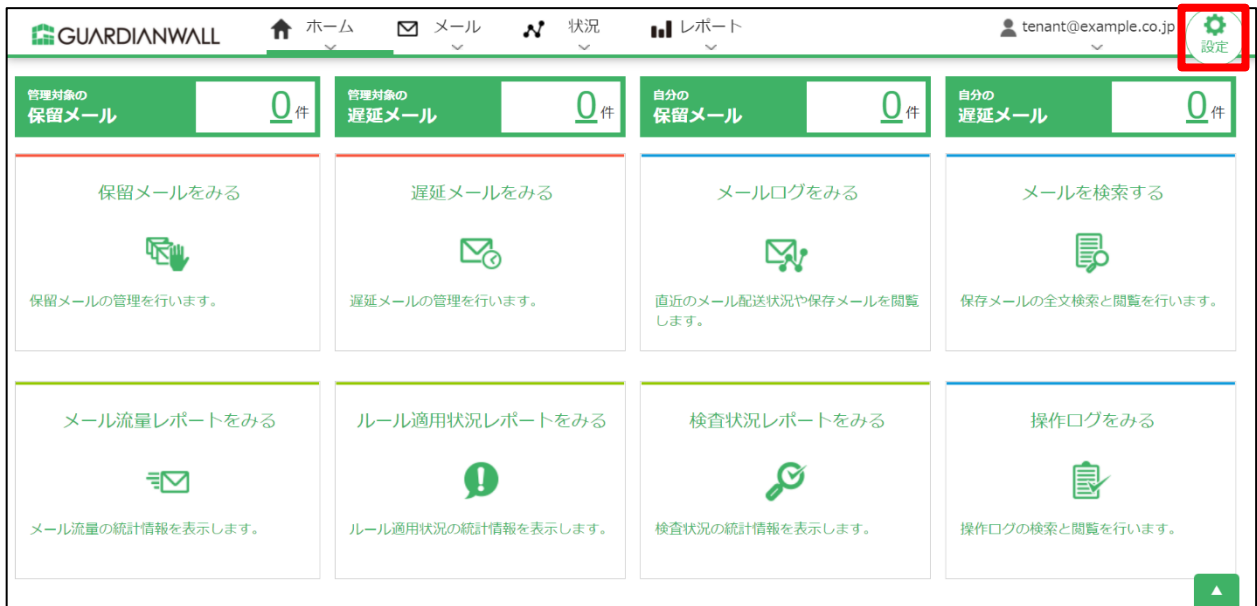 GUARDIANWALL
ホーム
メール
状況
レポート
tenant@example.co.jp
設定
管理対象の
保留メール
0件
管理対象の
遅延メール
0件
自分の
保留メール
0件
自分の
遅延メール
0件
保留メールをみる
保留メールの管理を行います。
遅延メールをみる
遅延メールの管理を行います。
メールログをみる
直近のメール配送状況や保存メールを閲覧
します。
メールを検索する
保存メールの全文検索と閲覧を行います。
メール流量レポートをみる
メール流量の統計情報を表示します。
ルール適用状況レポートをみる
ルール適用状況の統計情報を表示します。
検査状況レポートをみる
検査状況の統計情報を表示します。
操作ログをみる
操作ログの検索と閲覧を行います。